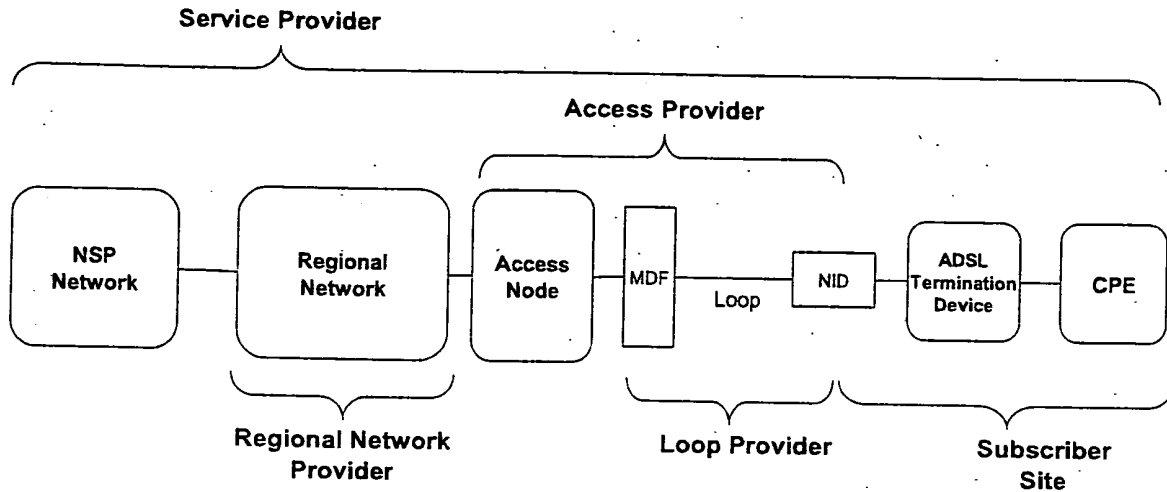 Service Provider
Access Provider
NSP
Network
Regional
Network
Access
Node
MDF
Loop
NID
ADSL
Termination
Device
CPE
Regional Network
Provider
Loop Provider
Subscriber
Site